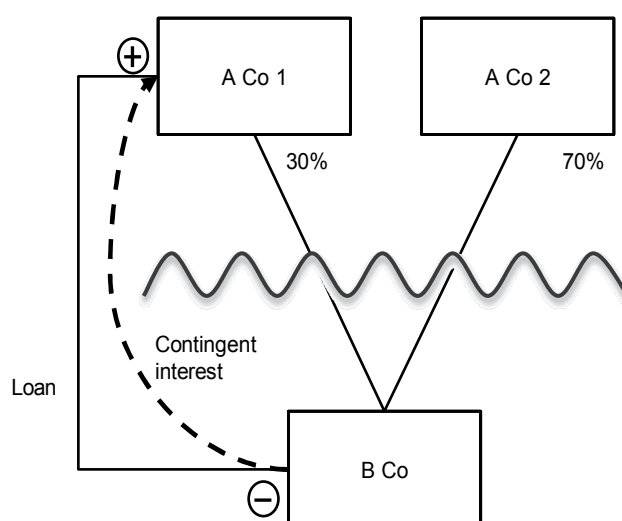 +
A Co 1
A Co 2
30%
70%
Contingent
interest
Loan
B Co
−